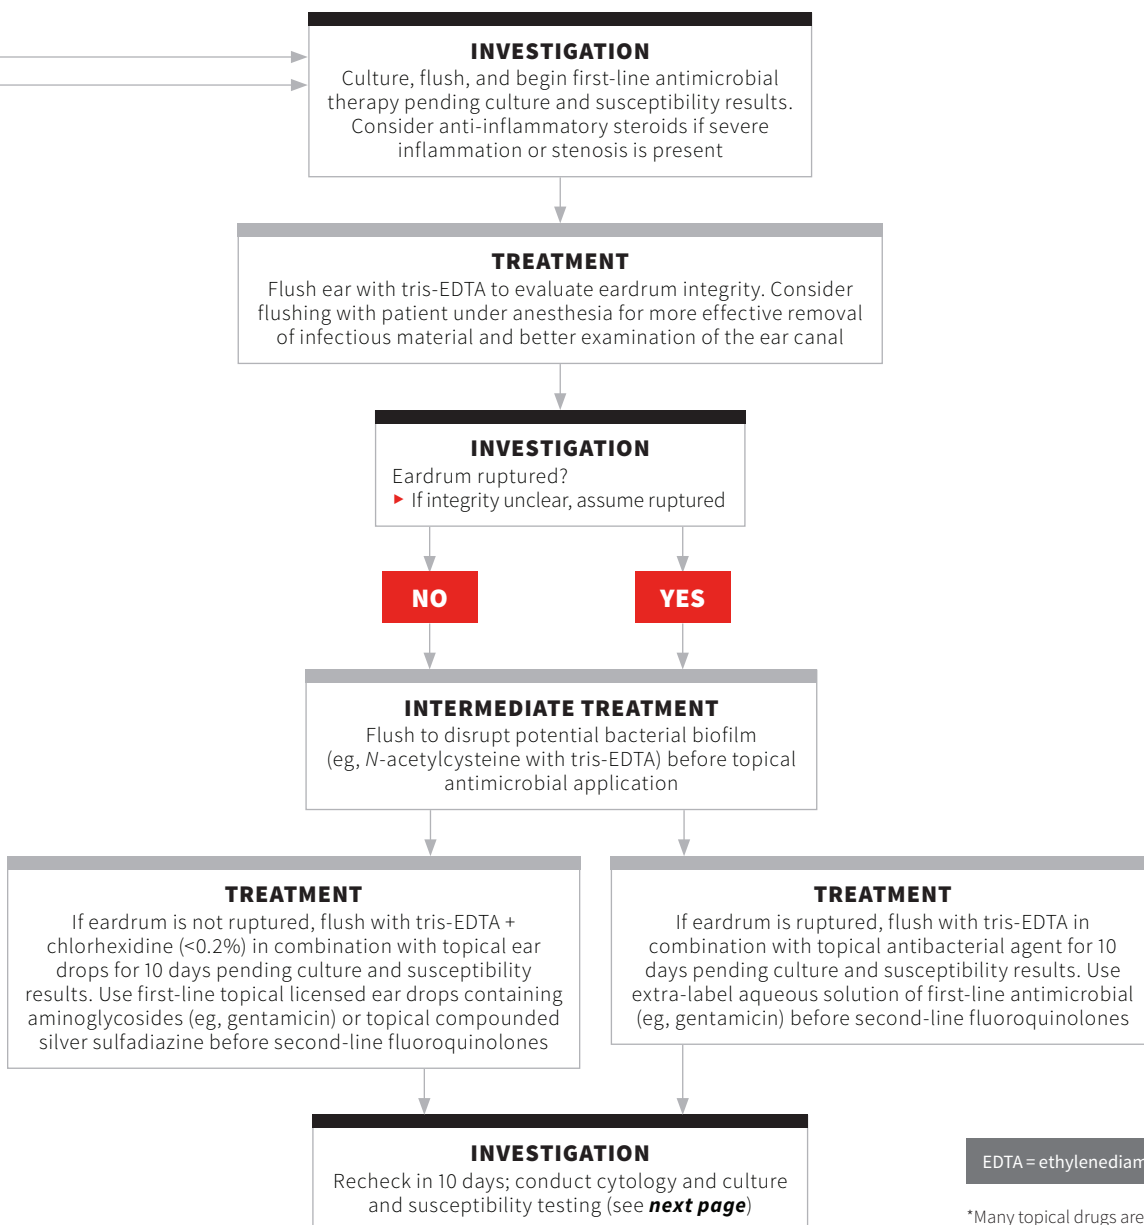 INVESTIGATION
Culture, flush, and begin first-line antimicrobial
therapy pending culture and susceptibility results.
Consider anti-inflammatory steroids if severe
inflammation or stenosis is present
TREATMENT
Flush ear with tris-EDTA to evaluate eardrum integrity. Consider
flushing with patient under anesthesia for more effective removal
of infectious material and better examination of the ear canal
INVESTIGATION
Eardrum ruptured?
▸ If integrity unclear, assume ruptured
NO
YES
INTERMEDIATE TREATMENT
Flush to disrupt potential bacterial biofilm
(eg, N-acetylcysteine with tris-EDTA) before topical
antimicrobial application
TREATMENT
If eardrum is not ruptured, flush with tris-EDTA +
chlorhexidine (<0.2%) in combination with topical ear
drops for 10 days pending culture and susceptibility
results. Use first-line topical licensed ear drops containing
aminoglycosides (eg, gentamicin) or topical compounded
silver sulfadiazine before second-line fluoroquinolones
TREATMENT
If eardrum is ruptured, flush with tris-EDTA in
combination with topical antibacterial agent for 10
days pending culture and susceptibility results. Use
extra-label aqueous solution of first-line antimicrobial
(eg, gentamicin) before second-line fluoroquinolones
INVESTIGATION
Recheck in 10 days; conduct cytology and culture
and susceptibility testing (see next page)
EDTA = ethylenediam
*Many topical drugs are